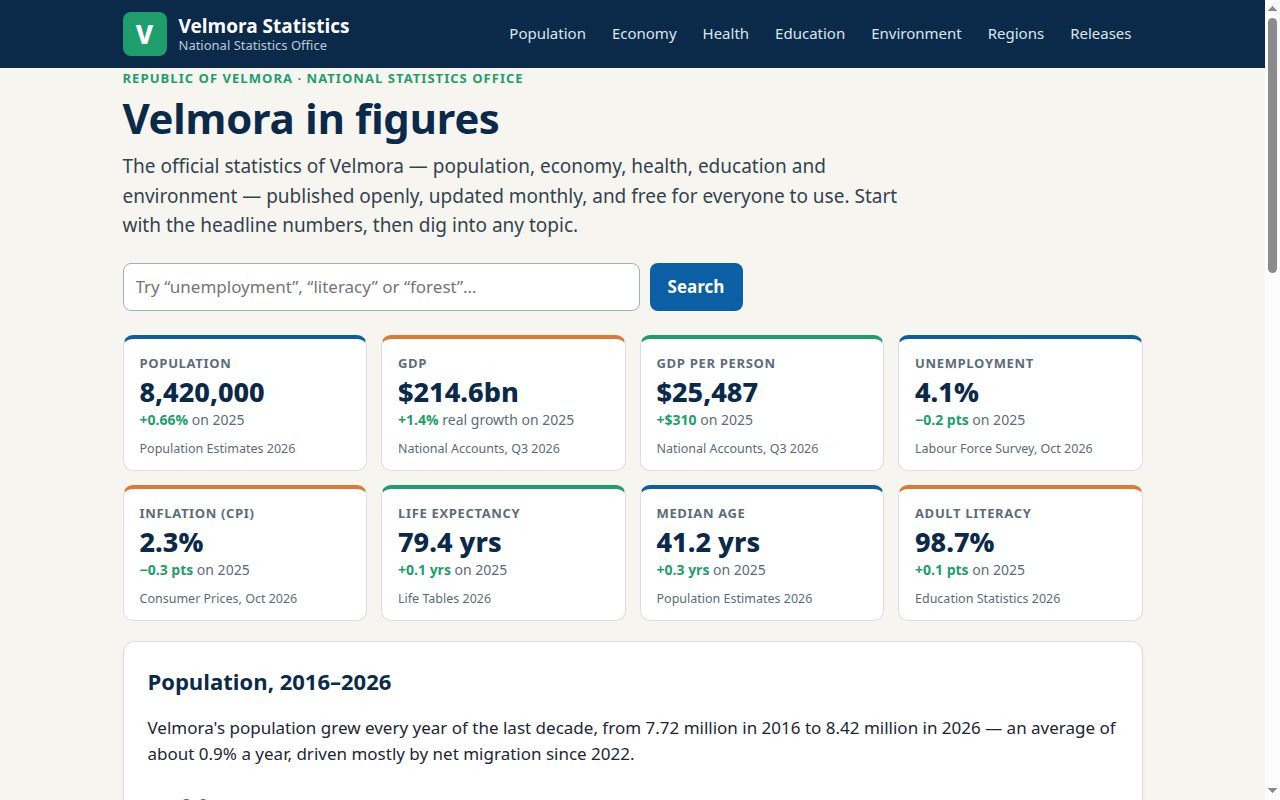 V
Velmora Statistics
National Statistics Office
Population Economy Health Education Environment Regions Releases
REPUBLIC OF VELMORA · NATIONAL STATISTICS OFFICE
Velmora in figures
The official statistics of Velmora — population, economy, health, education and
environment — published openly, updated monthly, and free for everyone to use. Start
with the headline numbers, then dig into any topic.
Try “unemployment”, “literacy” or “forest”…
Search
POPULATION
8,420,000
+0.66% on 2025
Population Estimates 2026
GDP
$214.6bn
+1.4% real growth on 2025
National Accounts, Q3 2026
GDP PER PERSON
$25,487
+$310 on 2025
National Accounts, Q3 2026
UNEMPLOYMENT
4.1%
−0.2 pts on 2025
Labour Force Survey, Oct 2026
INFLATION (CPI)
2.3%
−0.3 pts on 2025
Consumer Prices, Oct 2026
LIFE EXPECTANCY
79.4 yrs
+0.1 yrs on 2025
Life Tables 2026
MEDIAN AGE
41.2 yrs
+0.3 yrs on 2025
Population Estimates 2026
ADULT LITERACY
98.7%
+0.1 pts on 2025
Education Statistics 2026
Population, 2016–2026
Velmora's population grew every year of the last decade, from 7.72 million in 2016 to 8.42 million in 2026 — an average of
about 0.9% a year, driven mostly by net migration since 2022.